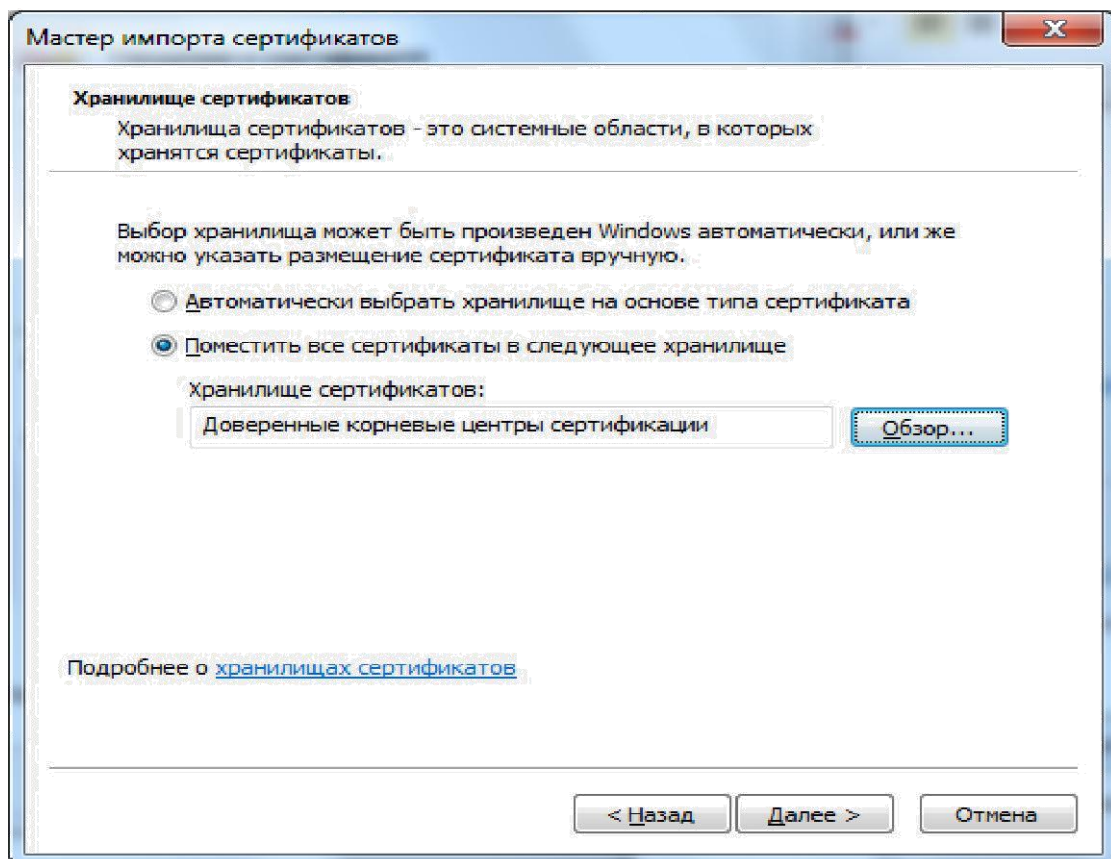 Мастер импорта сертификатов
Хранилище сертификатов
Хранилища сертификатов - это системные области, в которых
хранятся сертификаты.
Выбор хранилища может быть произведен Windows автоматически, или же
можно указать размещение сертификата вручную.
Автоматически выбрать хранилище на основе типа сертификата
Поместить все сертификаты в следующее хранилище
Хранилище сертификатов:
Доверенные корневые центры сертификации
Обзор...
Подробнее о хранилищах сертификатов
< Назад
Далее >
Отмена